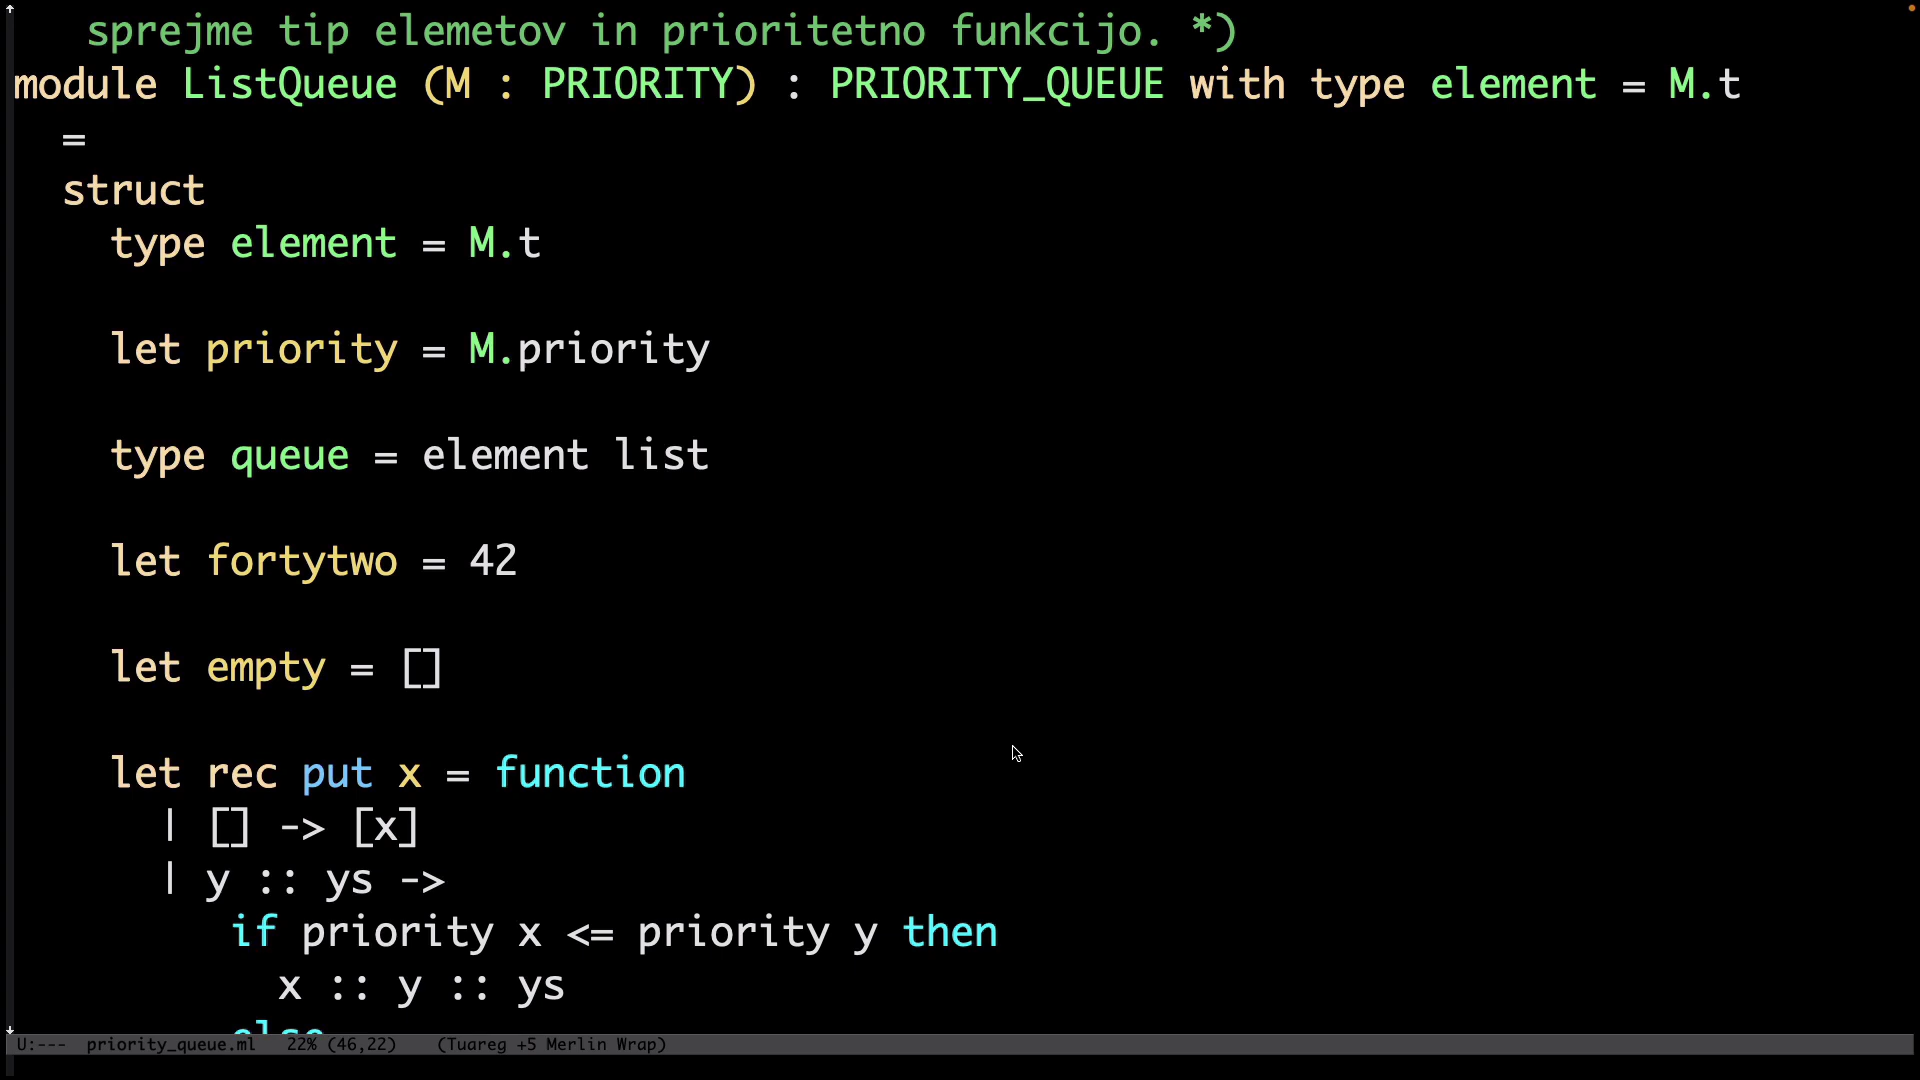 sprejme tip elemetov in prioritetno funkcijo. *)
module ListQueue (M : PRIORITY) : PRIORITY_QUEUE with type element = M.t
  =
  struct
    type element = M.t
    let priority = M.priority
    type queue = element list
    let fortytwo = 42
    let empty = []
    let rec put x = function
      | [] -> [x]
      | y :: ys ->
         if priority x <= priority y then
           x :: y :: ys
         else
U:---  priority_queue.ml   22% (46,22)   (Tuareg +5 Merlin Wrap)